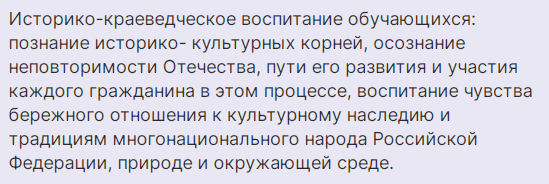 Историко-краеведческое воспитание обучающихся:
познание историко- культурных корней, осознание
неповторимости Отечества, пути его развития и участия
каждого гражданина в этом процессе, воспитание чувства
бережного отношения к культурному наследию и
традициям многонационального народа Российской
Федерации, природе и окружающей среде.